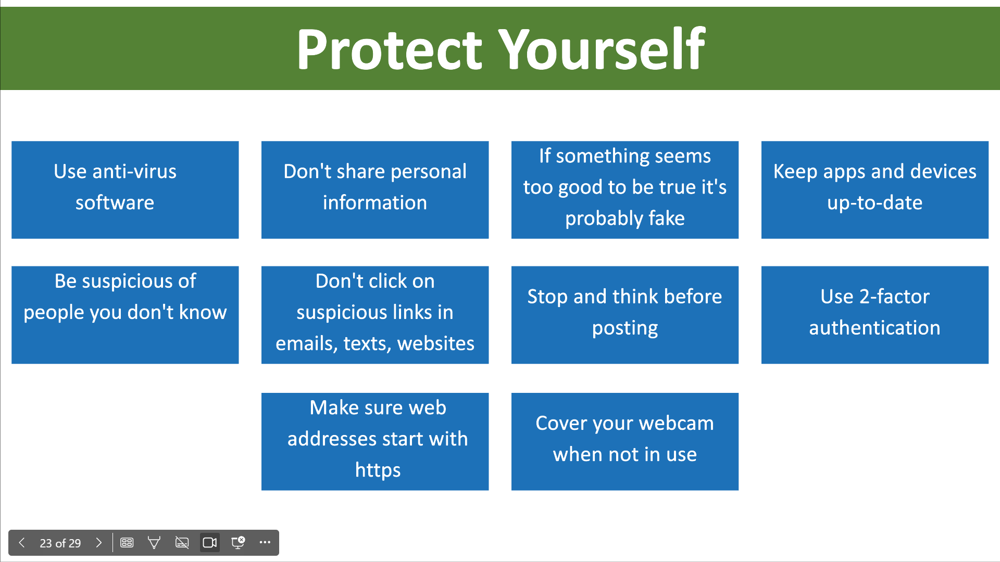 Protect Yourself
Use anti-virus
software
Don't share personal
information
If something seems
too good to be true it's
probably fake
Keep apps and devices
up-to-date
Be suspicious of
people you don't know
Don't click on
suspicious links in
emails, texts, websites
Stop and think before
posting
Use 2-factor
authentication
Make sure web
addresses start with
https
Cover your webcam
when not in use
23 of 29